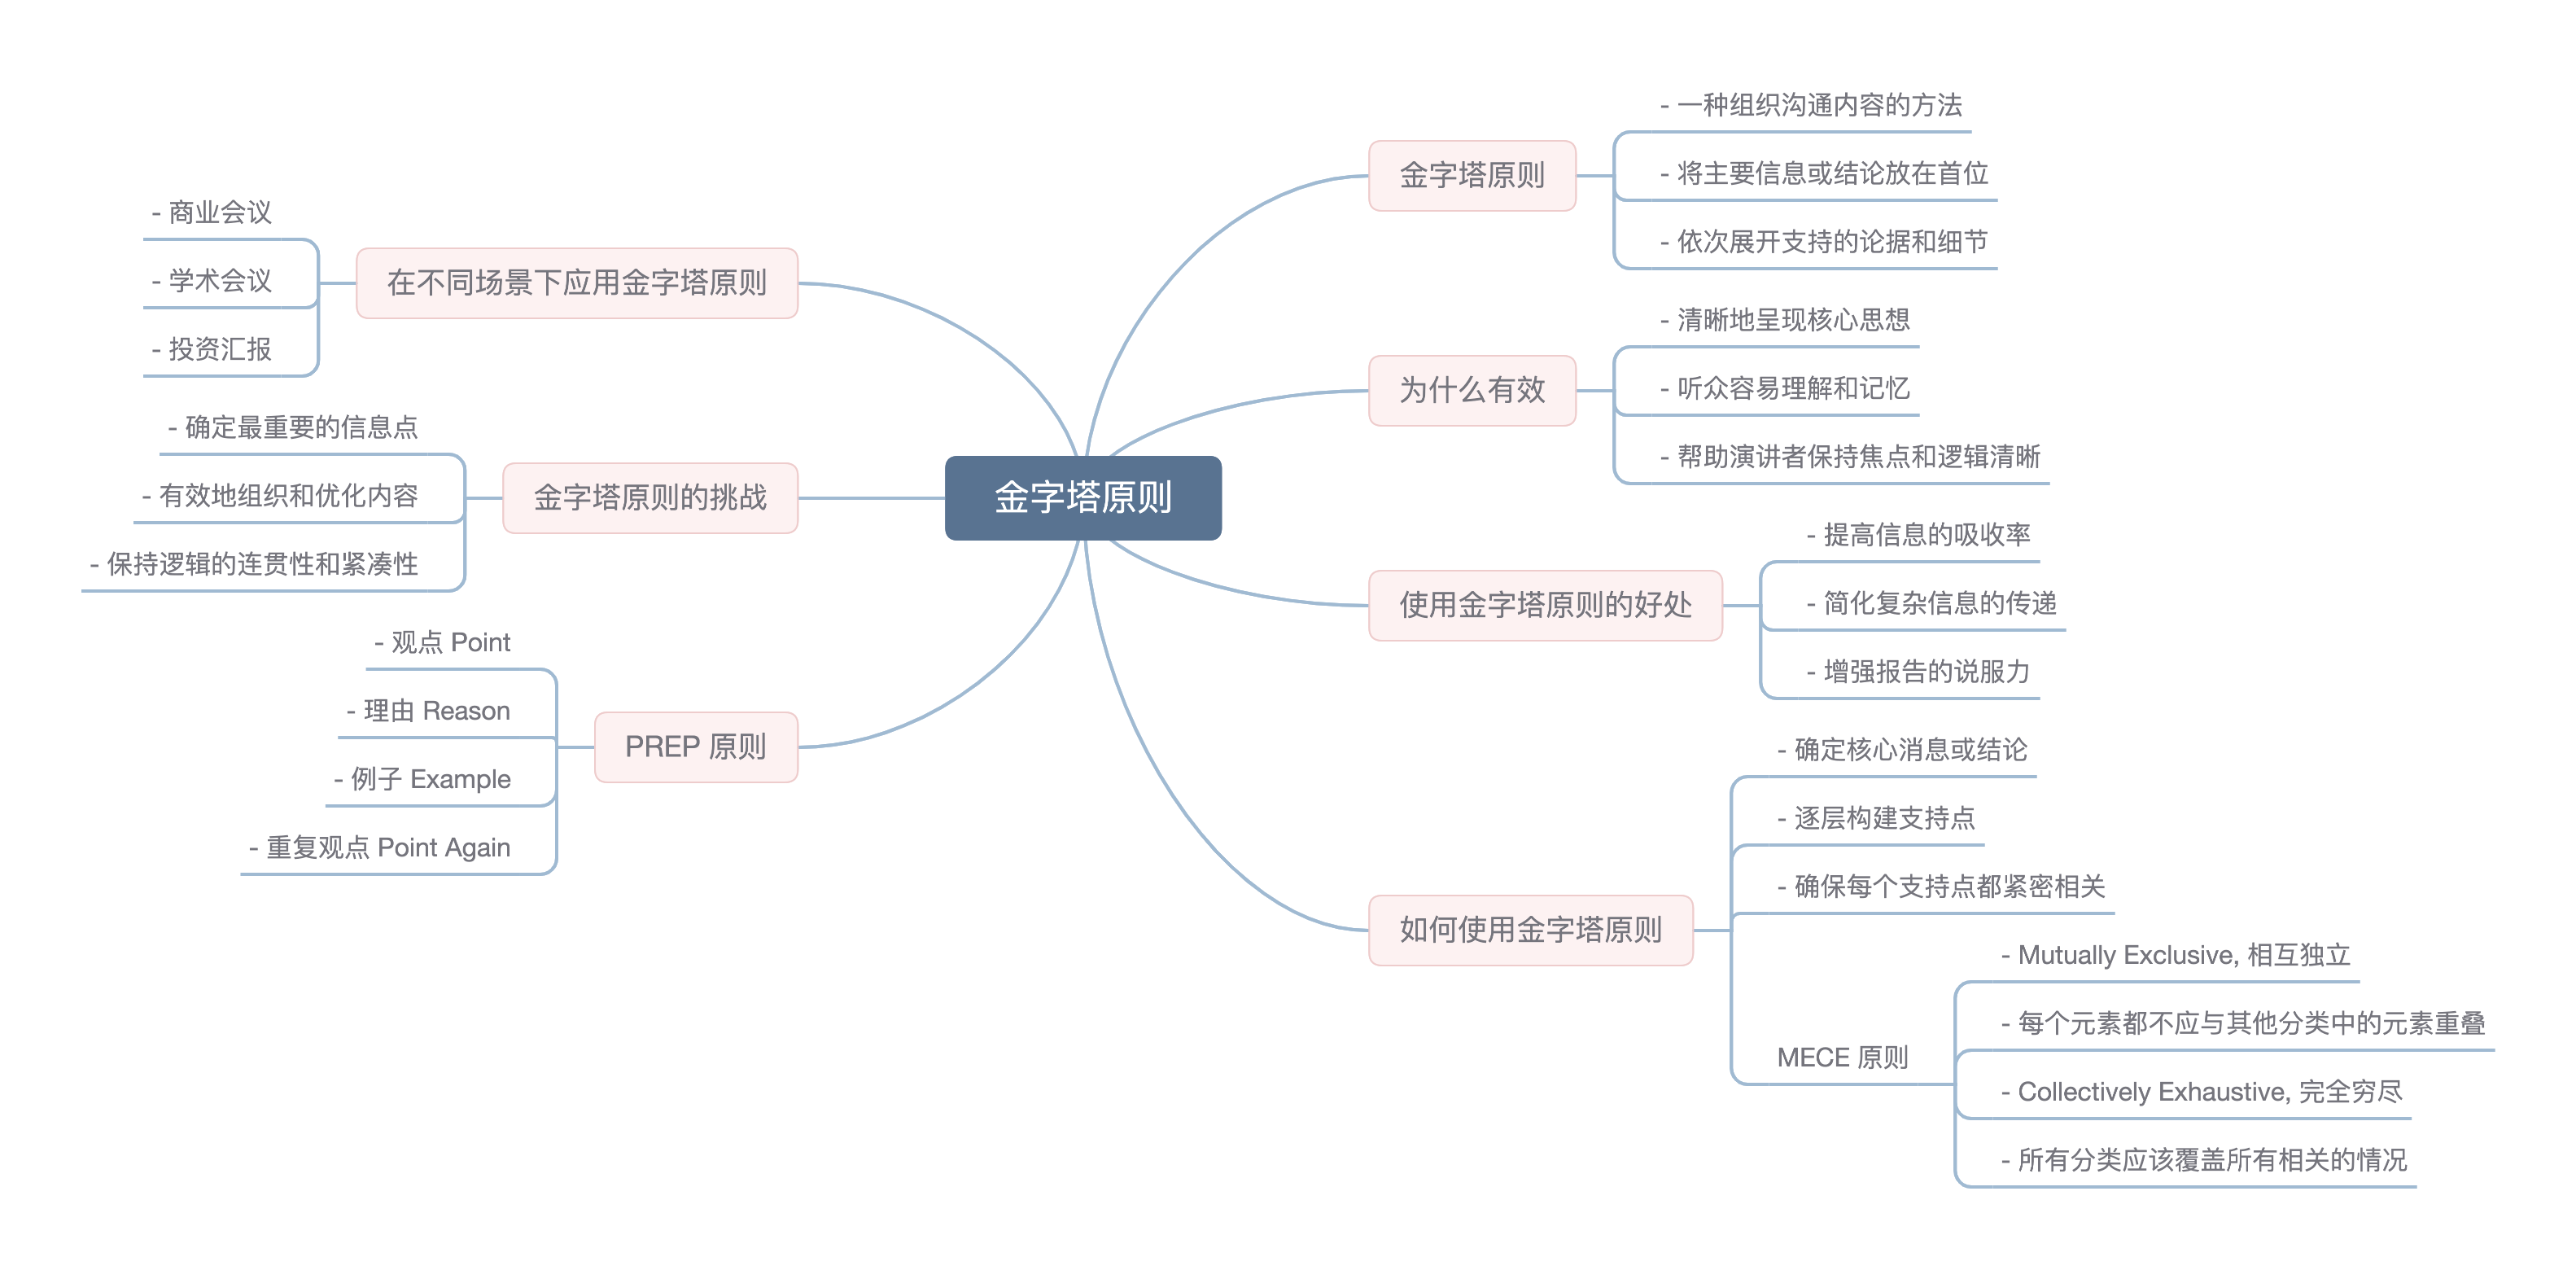 金字塔原则
金字塔原则
- 一种组织沟通内容的方法
- 将主要信息或结论放在首位
- 依次展开支持的论据和细节
为什么有效
- 清晰地呈现核心思想
- 听众容易理解和记忆
- 帮助演讲者保持焦点和逻辑清晰
使用金字塔原则的好处
- 提高信息的吸收率
- 简化复杂信息的传递
- 增强报告的说服力
如何使用金字塔原则
- 确定核心消息或结论
- 逐层构建支持点
- 确保每个支持点都紧密相关
MECE 原则
- Mutually Exclusive, 相互独立
- 每个元素都不应与其他分类中的元素重叠
- Collectively Exhaustive, 完全穷尽
- 所有分类应该覆盖所有相关的情况
在不同场景下应用金字塔原则
- 商业会议
- 学术会议
- 投资汇报
金字塔原则的挑战
- 确定最重要的信息点
- 有效地组织和优化内容
- 保持逻辑的连贯性和紧凑性
PREP 原则
- 观点 Point
- 理由 Reason
- 例子 Example
- 重复观点 Point Again